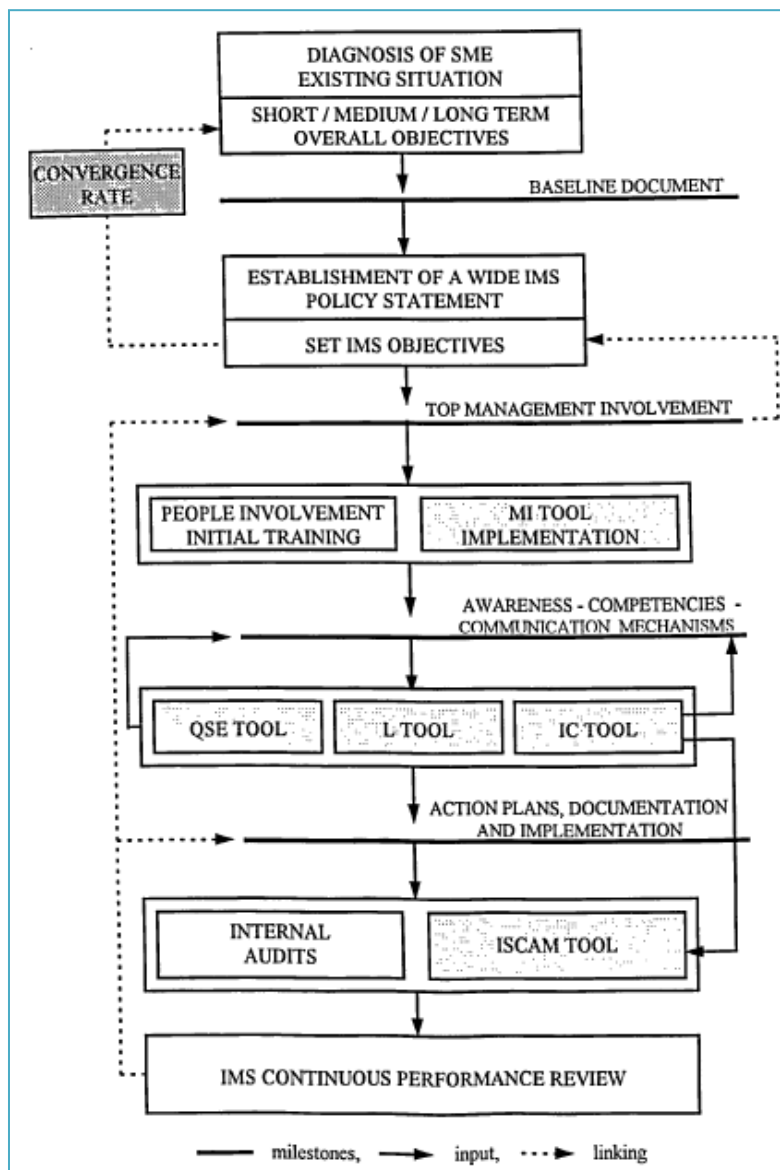 DIAGNOSIS OF SME
EXISTING SITUATION
SHORT / MEDIUM / LONG TERM
OVERALL OBJECTIVES
CONVERGENCE
RATE
BASELINE DOCUMENT
ESTABLISHMENT OF A WIDE IMS
POLICY STATEMENT
SET IMS OBJECTIVES
TOP MANAGEMENT INVOLVEMENT
PEOPLE INVOLVEMENT
INITIAL TRAINING
MI TOOL
IMPLEMENTATION
AWARENESS - COMPETENCIES -
COMMUNICATION MECHANISMS
QSE TOOL
L TOOL
IC TOOL
ACTION PLANS, DOCUMENTATION
AND IMPLEMENTATION
INTERNAL
AUDITS
ISCAM TOOL
IMS CONTINUOUS PERFORMANCE REVIEW
milestones, input, linking